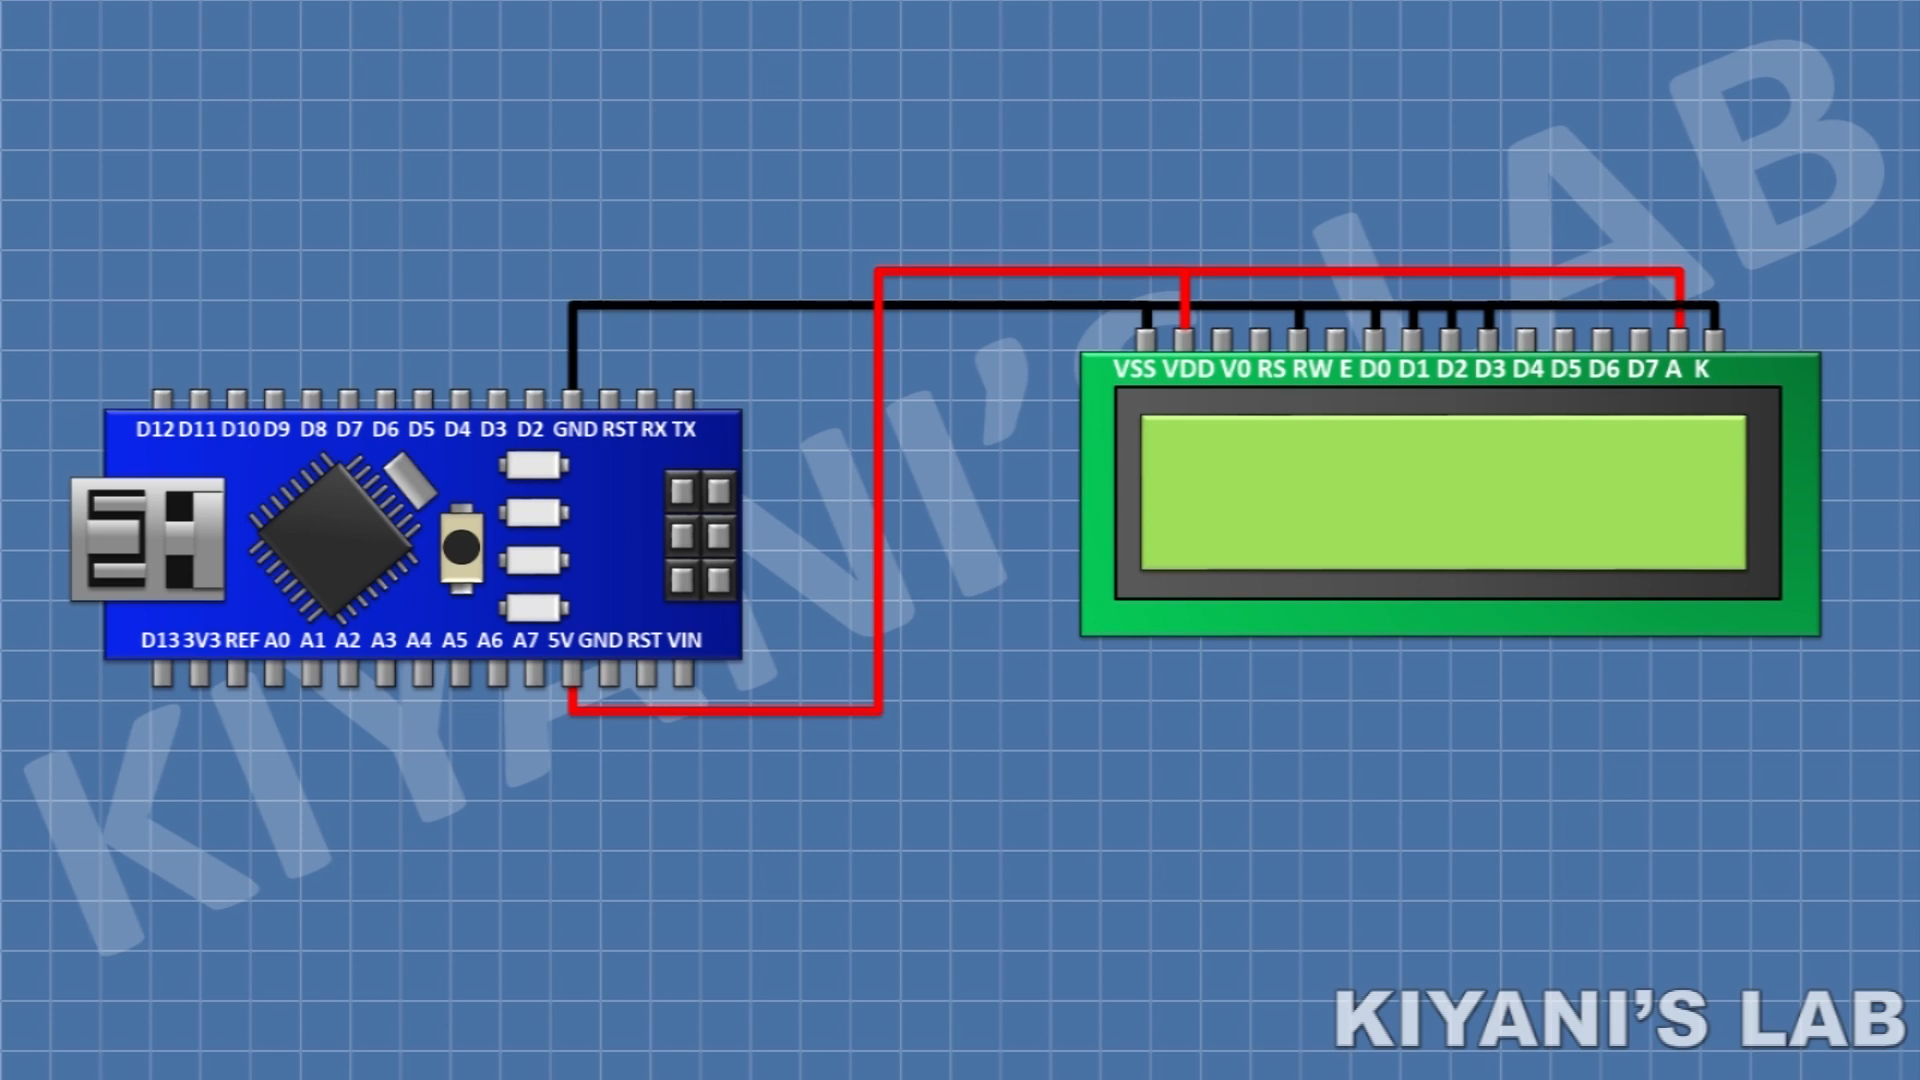 KIYANI'S LAB
VSS VDD V0 RS RW E D0 D1 D2 D3 D4 D5 D6 D7 A K
D12 D11 D10 D9 D8 D7 D6 D5 D4 D3 D2 GND RST RX TX
D13 3V3 REF A0 A1 A2 A3 A4 A5 A6 A7 5V GND RST VIN
KIYANI'S LAB